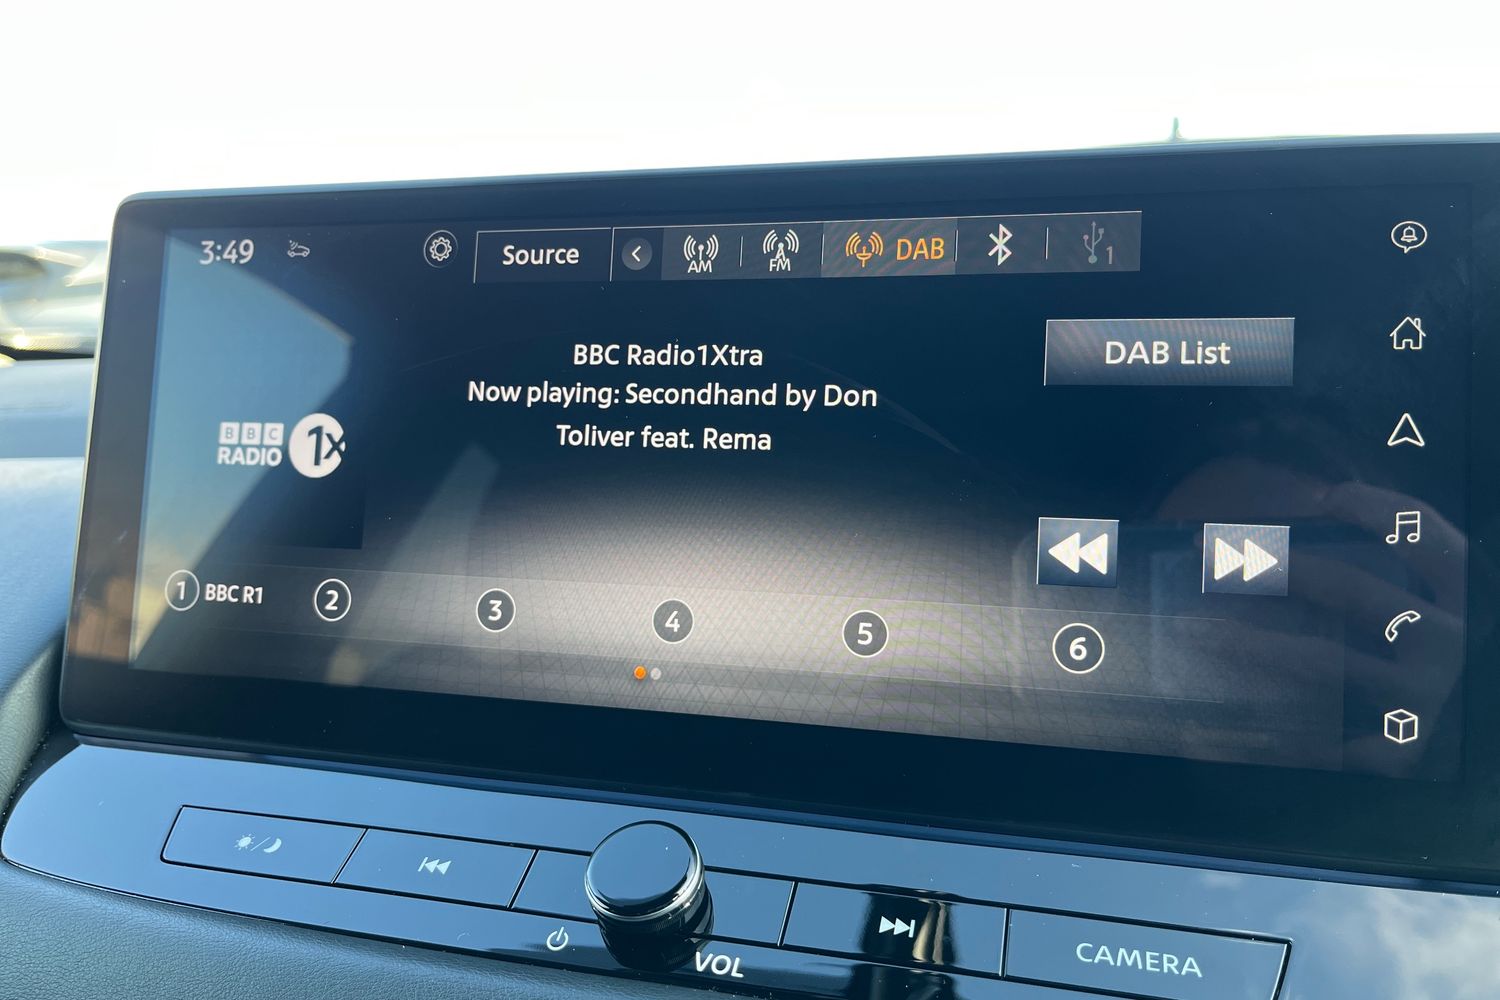 3:49 Source AM FM DAB 1
BBC Radio1Xtra
DAB List
Now playing: Secondhand by Don
Toliver feat. Rema
BBC
RADIO 1X
1 BBC R1 2 3 4 5 6
VOL
CAMERA